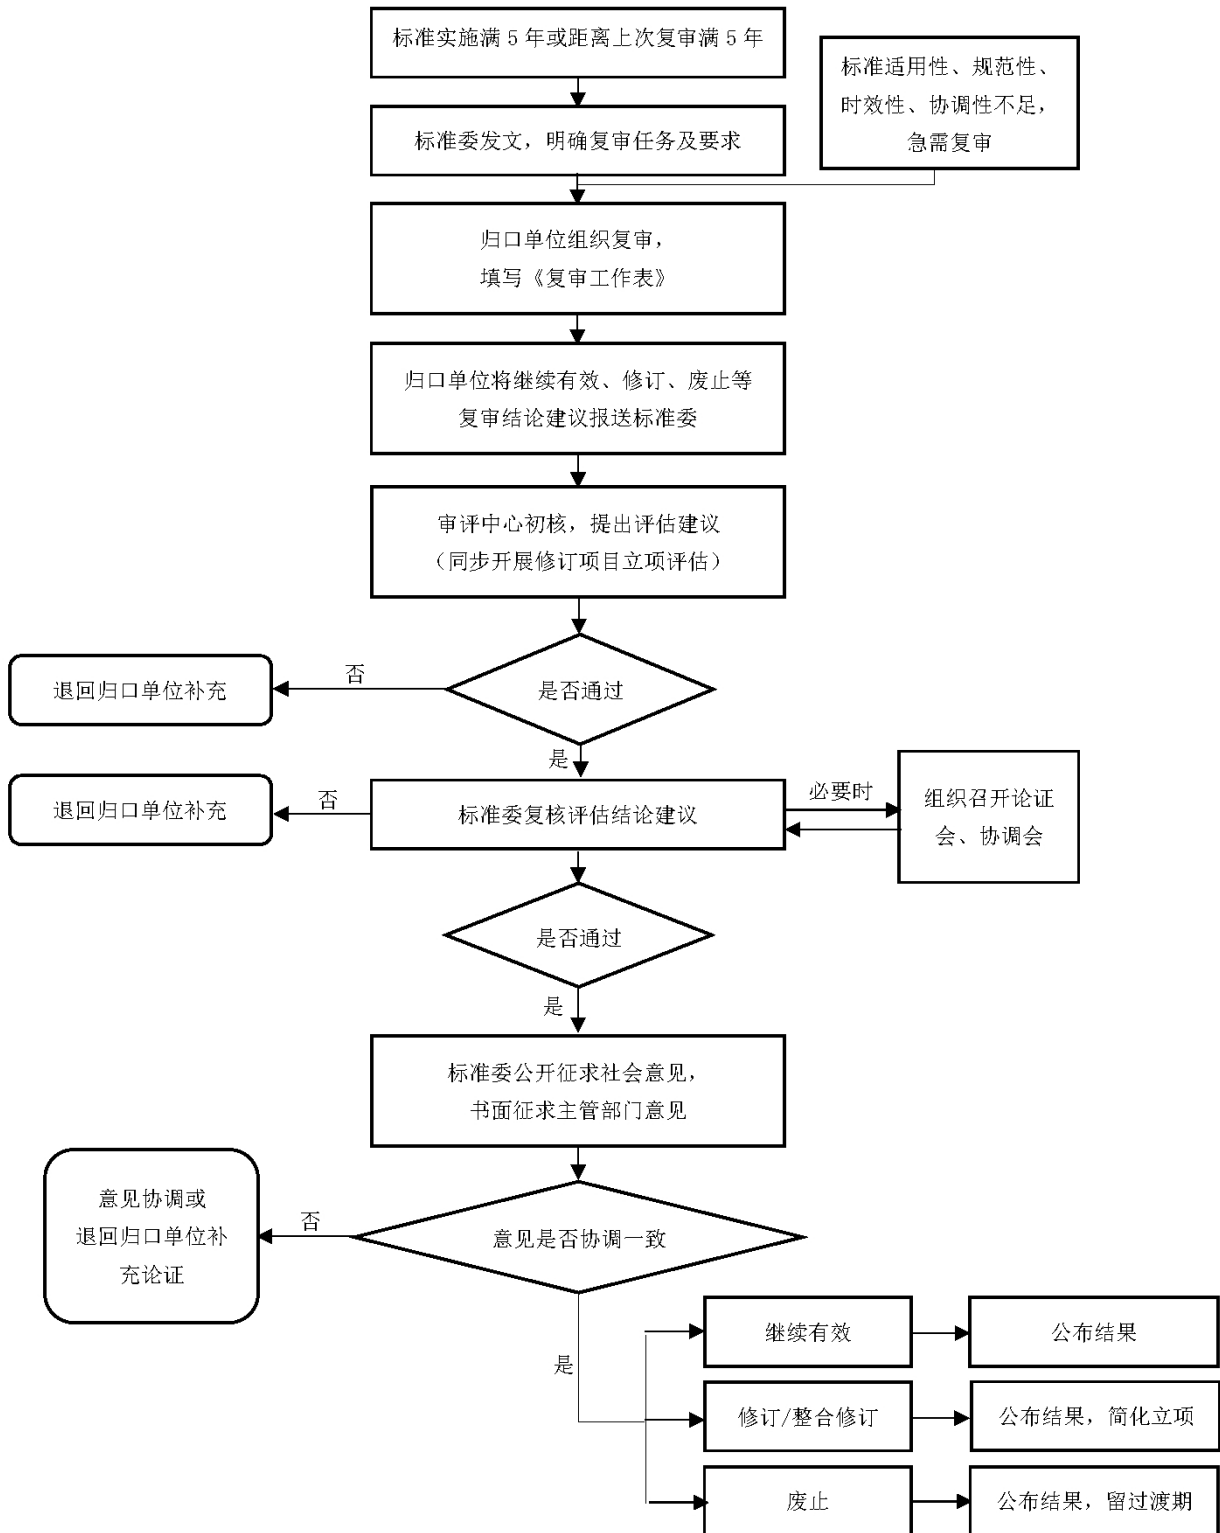 标准实施满 5 年或距离上次复审满 5 年
标准适用性、规范性、
时效性、协调性不足，
急需复审
标准委发文，明确复审任务及要求
归口单位组织复审，
填写《复审工作表》
归口单位将继续有效、修订、废止等
复审结论建议报送标准委
审评中心初核，提出评估建议
（同步开展修订项目立项评估）
是否通过
否
退回归口单位补充
是
标准委复核评估结论建议
否
退回归口单位补充
必要时
组织召开论证
会、协调会
是否通过
是
标准委公开征求社会意见，
书面征求主管部门意见
意见是否协调一致
否
意见协调或
退回归口单位补
充论证
是
继续有效
公布结果
修订/整合修订
公布结果，简化立项
废止
公布结果，留过渡期